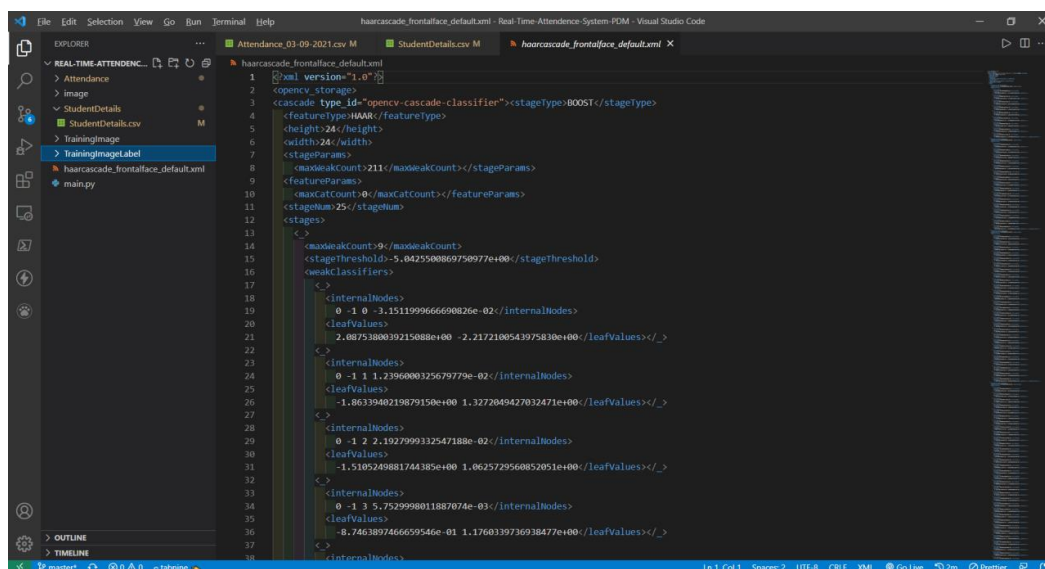 File Edit Selection View Go Run Terminal Help haarcascade_frontalface_default.xml - Real-Time-Attendence-System-PDM - Visual Studio Code
EXPLORER
Attendance_03-09-2021.csv M StudentDetails.csv M haarcascade_frontalface_default.xml
REAL-TIME-ATTENDENC...
Attendance
image
StudentDetails
StudentDetails.csv M
TrainingImage
TrainingImageLabel
haarcascade_frontalface_default.xml
main.py
OUTLINE
TIMELINE
haarcascade_frontalface_default.xml
1 <?xml version="1.0"?>
2 <opencv_storage>
3 <cascade type_id="opencv-cascade-classifier"><stageType>BOOST</stageType>
4 <featureType>HAAR</featureType>
5 <height>24</height>
6 <width>24</width>
7 <stageParams>
8 <maxWeakCount>211</maxWeakCount></stageParams>
9 <featureParams>
10 <maxCatCount>0</maxCatCount></featureParams>
11 <stageNum>25</stageNum>
12 <stages>
13 <_>
14 <maxWeakCount>9</maxWeakCount>
15 <stageThreshold>-5.0425500869750977e+00</stageThreshold>
16 <weakClassifiers>
17 <_>
18 <internalNodes>
19 0 -1 0 -3.1511999666690826e-02</internalNodes>
20 <leafValues>
21 2.0875380039215088e+00 -2.2172100543975830e+00</leafValues></_>
22 <_>
23 <internalNodes>
24 0 -1 1 1.2396000325679779e-02</internalNodes>
25 <leafValues>
26 -1.8633940219879150e+00 1.3272049427032471e+00</leafValues></_>
27 <_>
28 <internalNodes>
29 0 -1 2 2.1927999332547188e-02</internalNodes>
30 <leafValues>
31 -1.5105249881744385e+00 1.0625729560852051e+00</leafValues></_>
32 <_>
33 <internalNodes>
34 0 -1 3 5.7529998011887074e-03</internalNodes>
35 <leafValues>
36 -8.7463897466659546e-01 1.1760339736938477e+00</leafValues></_>
37 <_>
38 <internalNodes>
master* 0 0 tabnine Ln 1, Col 1 Spaces: 2 UTF-8 CRLF XML Go Live 2m Prettier